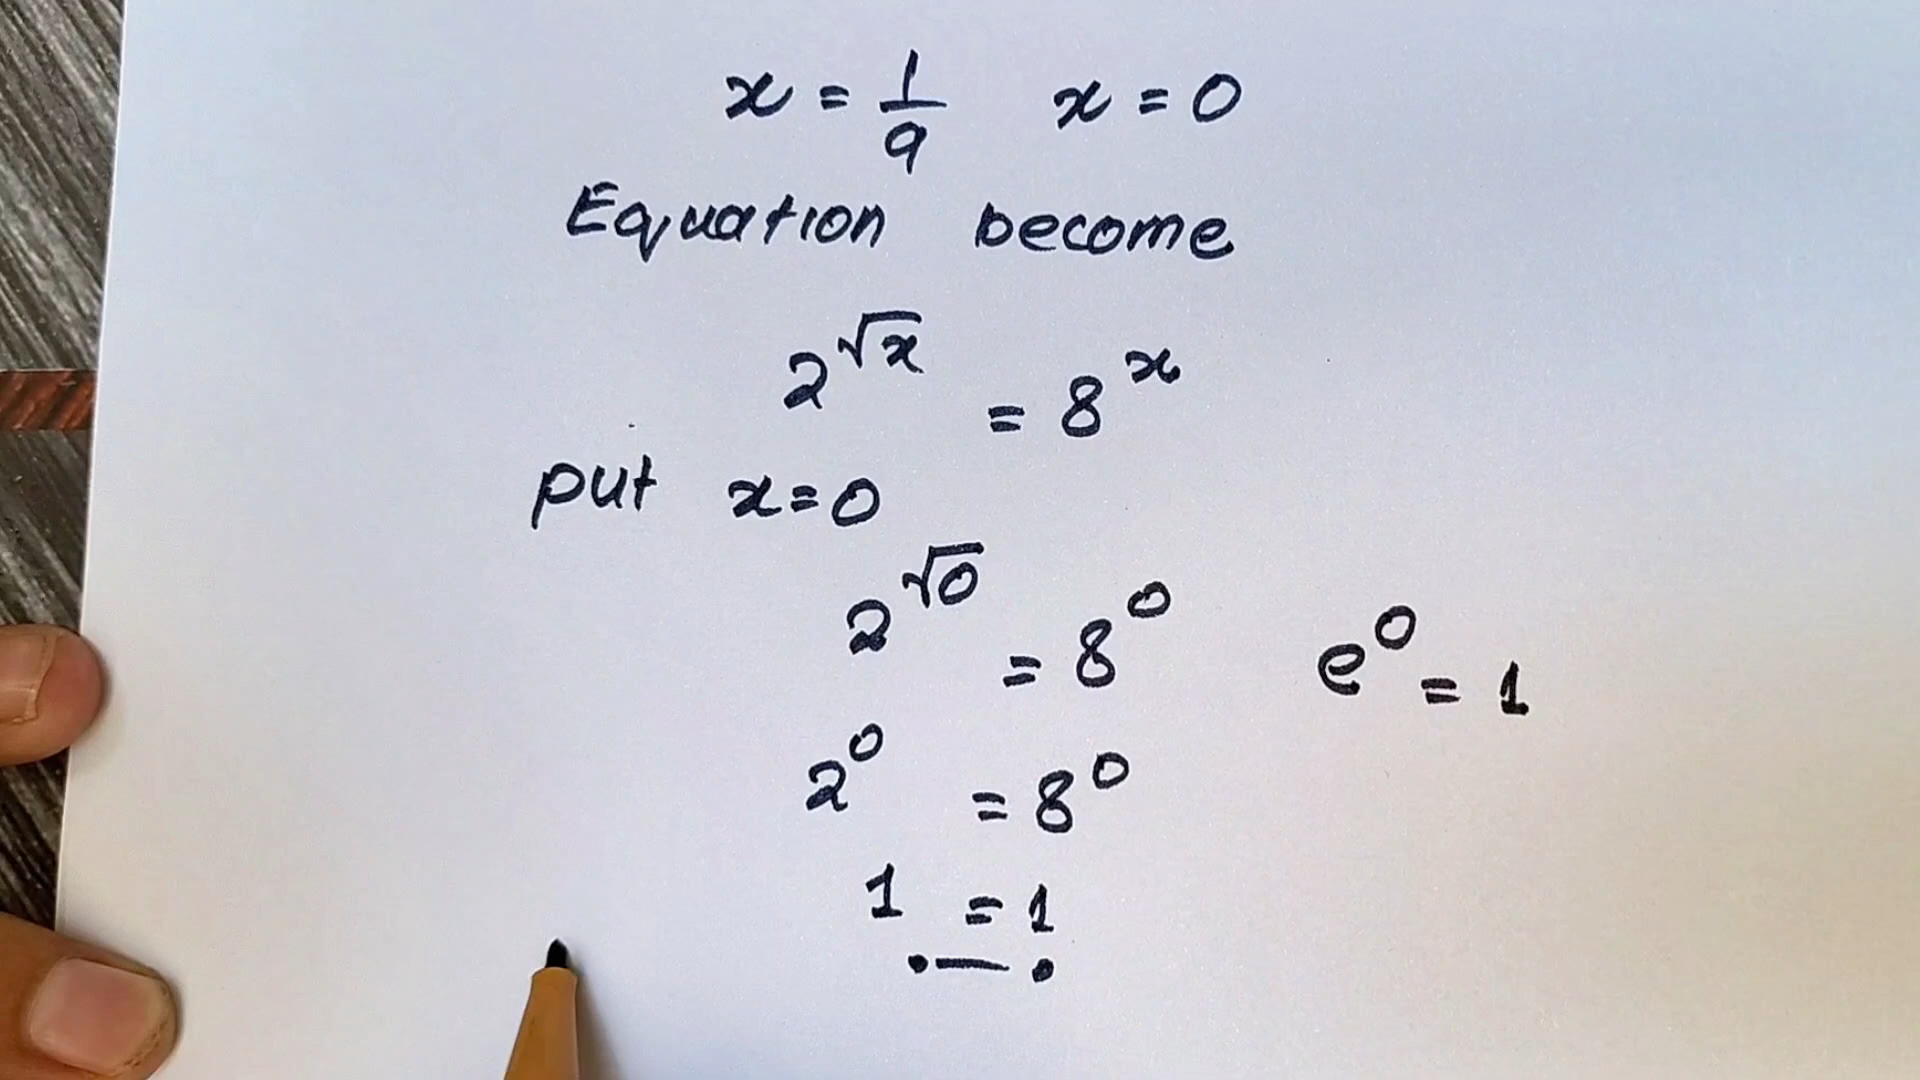 x = 1/9 x = 0
Equation become
2^√x = 8^x
put x=0
2^√0 = 8^0 e^0 = 1
2^0 = 8^0
1 = 1